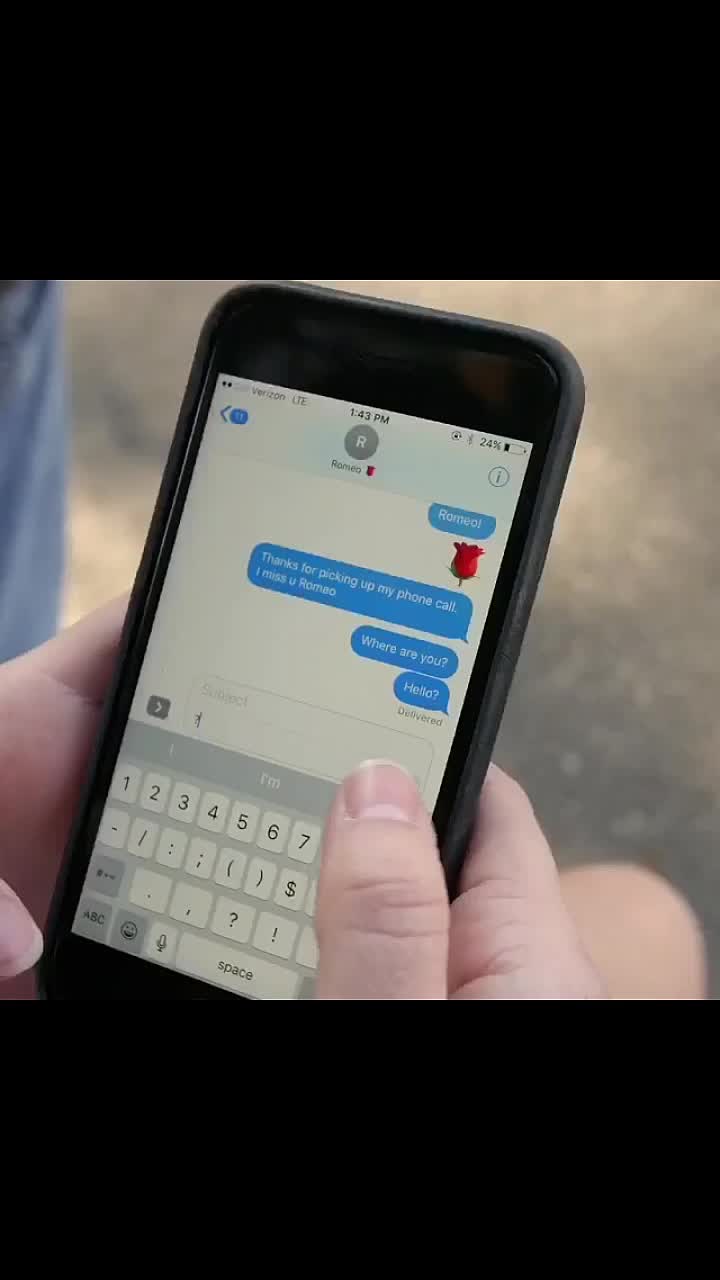 Verizon LTE
1:43 PM
24%
11
R
Romeo
Romeo!
Thanks for picking up my phone call.
I miss u Romeo
Where are you?
Hello?
Delivered
Subject
?
I I'm
1 2 3 4 5 6 7
- / : ; ( ) $
#+=
. , ? !
ABC
space